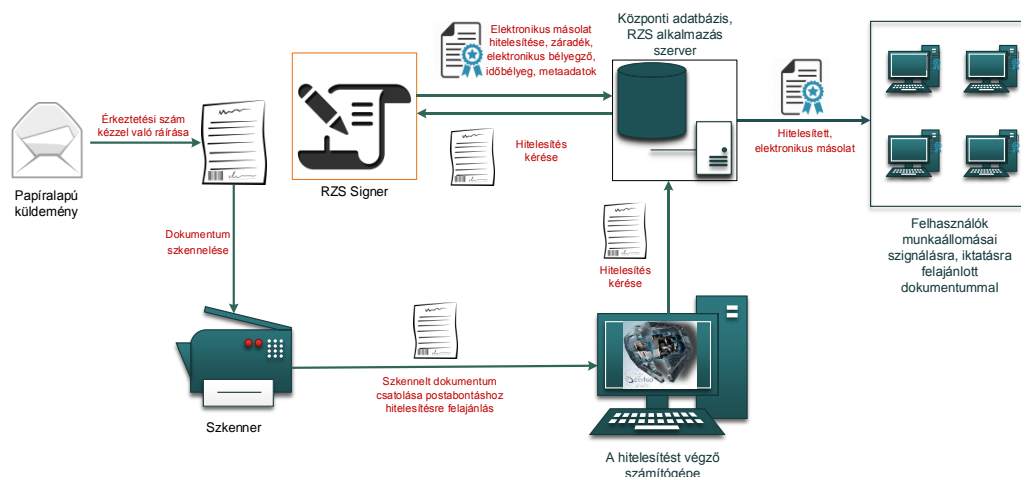 Elektronikus másolat
hitelesítése, záradék,
elektronikus bélyegző,
időbélyeg, metaadatok
Központi adatbázis,
RZS alkalmazás
szerver
Érkeztetési szám
kézzel való ráírása
Papíralapú
küldemény
RZS Signer
Hitelesítés
kérése
Hitelesített,
elektronikus másolat
Felhasználók
munkaállomásai
szignálásra, iktatásra
felajánlott
dokumentummal
Dokumentum
szkennelése
Hitelesítés
kérése
Szkennelt dokumentum
csatolása postabontáshoz
hitelesítésre felajánlás
Szkenner
A hitelesítést végző
számítógépe